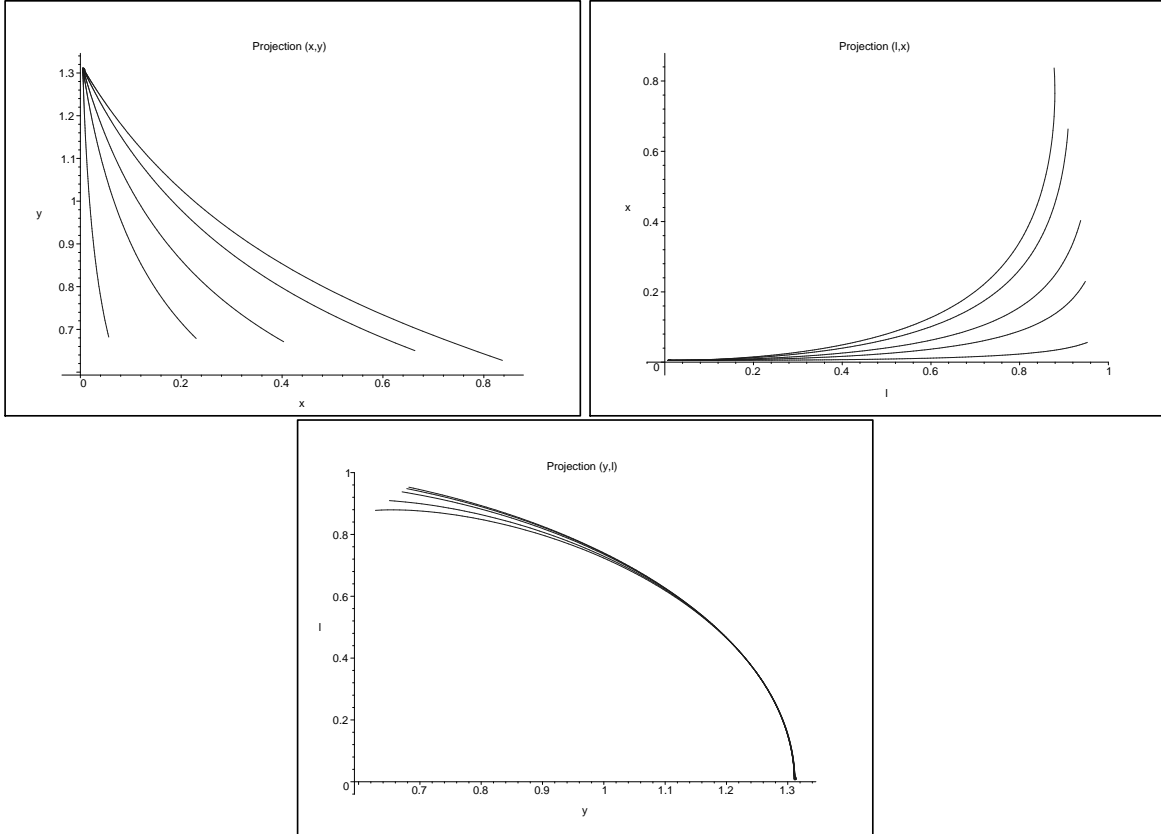 Projection (x,y)
1.3
1.2
1.1
1
y
0.9
0.8
0.7
0 0.2 0.4 0.6 0.8
x
Projection (l,x)
0.8
0.6
x
0.4
0.2
0
0.2 0.4 0.6 0.8 1
l
Projection (y,l)
1
0.8
0.6
l
0.4
0.2
0
0.7 0.8 0.9 1 1.1 1.2 1.3
y